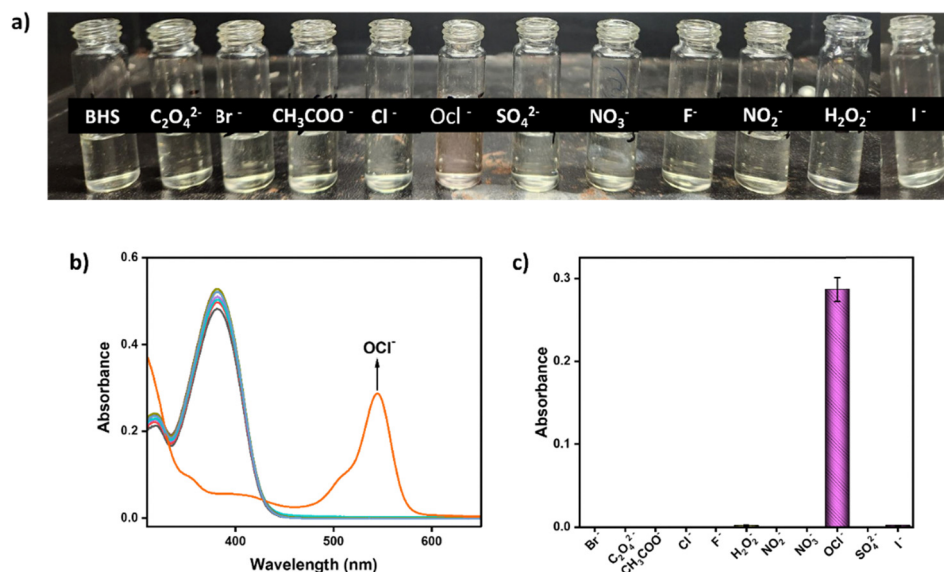 a)
BHS C₂O₄²⁻ Br⁻ CH₃COO⁻ Cl⁻ Ocl⁻ SO₄²⁻ NO₃⁻ F⁻ NO₂⁻ H₂O₂⁻ I⁻
b)
0.6
0.4
0.2
0.0
Absorbance
OCl⁻
400 500 600
Wavelength (nm)
c)
0.3
0.2
0.1
0.0
Absorbance
Br⁻ C₂O₄²⁻ CH₃COO⁻ Cl⁻ F⁻ H₂O₂⁻ NO₂⁻ NO₃⁻ OCl⁻ SO₄²⁻ I⁻